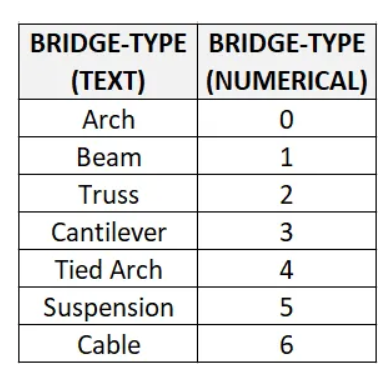 BRIDGE-TYPE (TEXT) BRIDGE-TYPE (NUMERICAL)
Arch 0
Beam 1
Truss 2
Cantilever 3
Tied Arch 4
Suspension 5
Cable 6